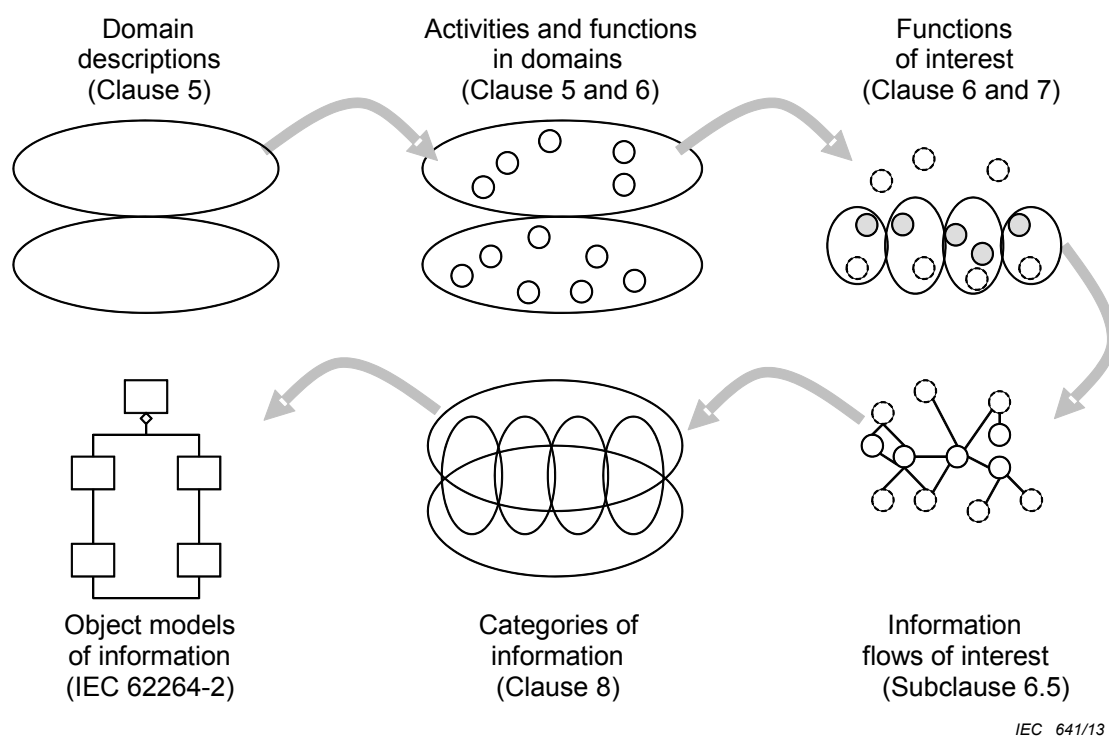 Domain
descriptions
(Clause 5)
Activities and functions
in domains
(Clause 5 and 6)
Functions
of interest
(Clause 6 and 7)
Object models
of information
(IEC 62264-2)
Categories of
information
(Clause 8)
Information
flows of interest
(Subclause 6.5)
IEC 641/13